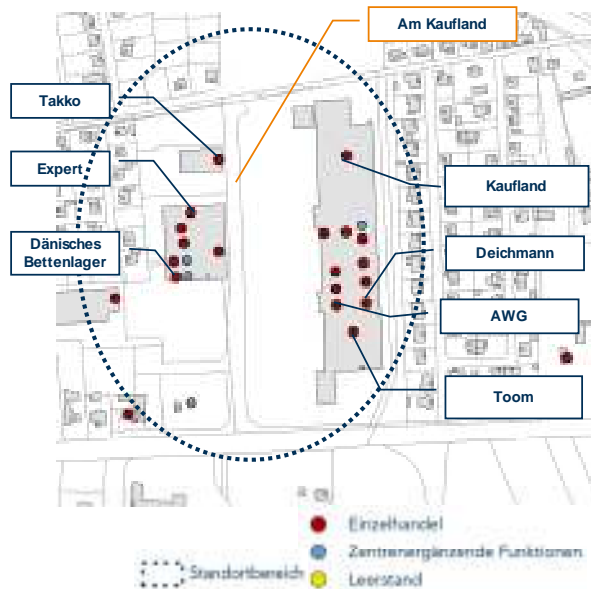 Am Kaufland
Takko
Expert
Kaufland
Dänisches
Bettenlager
Deichmann
AWG
Toom
Einzelhandel
Zentrenergänzende Funktionen
Standortbereich
Leerstand